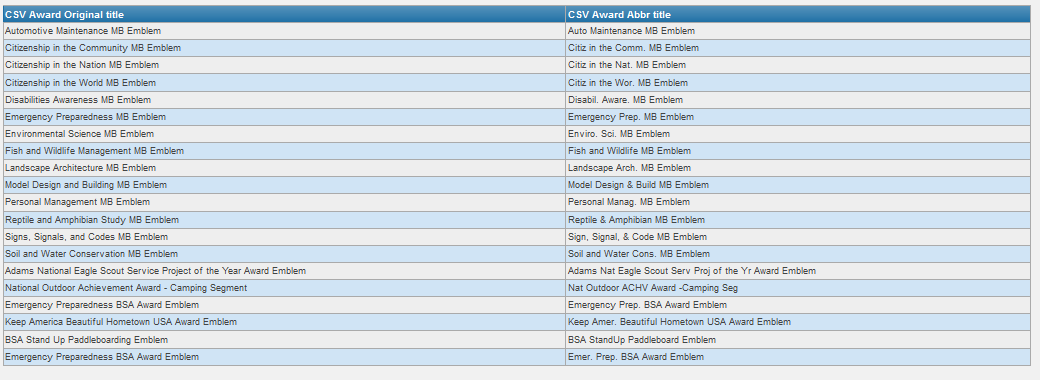 CSV Award Original title CSV Award Abbr title
Automotive Maintenance MB Emblem Auto Maintenance MB Emblem
Citizenship in the Community MB Emblem Citiz in the Comm. MB Emblem
Citizenship in the Nation MB Emblem Citiz in the Nat. MB Emblem
Citizenship in the World MB Emblem Citiz in the Wor. MB Emblem
Disabilities Awareness MB Emblem Disabil. Aware. MB Emblem
Emergency Preparedness MB Emblem Emergency Prep. MB Emblem
Environmental Science MB Emblem Enviro. Sci. MB Emblem
Fish and Wildlife Management MB Emblem Fish and Wildlife MB Emblem
Landscape Architecture MB Emblem Landscape Arch. MB Emblem
Model Design and Building MB Emblem Model Design & Build MB Emblem
Personal Management MB Emblem Personal Manag. MB Emblem
Reptile and Amphibian Study MB Emblem Reptile & Amphibian MB Emblem
Signs, Signals, and Codes MB Emblem Sign, Signal, & Code MB Emblem
Soil and Water Conservation MB Emblem Soil and Water Cons. MB Emblem
Adams National Eagle Scout Service Project of the Year Award Emblem Adams Nat Eagle Scout Serv Proj of the Yr Award Emblem
National Outdoor Achievement Award - Camping Segment Nat Outdoor ACHV Award -Camping Seg
Emergency Preparedness BSA Award Emblem Emergency Prep. BSA Award Emblem
Keep America Beautiful Hometown USA Award Emblem Keep Amer. Beautiful Hometown USA Award Emblem
BSA Stand Up Paddleboarding Emblem BSA StandUp Paddleboard Emblem
Emergency Preparedness BSA Award Emblem Emer. Prep. BSA Award Emblem